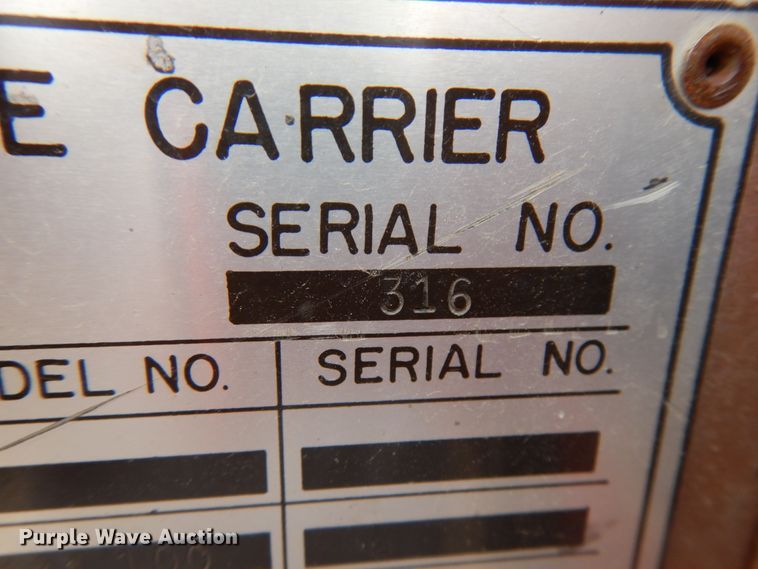 E CARRIER
SERIAL NO.
316
DEL NO. SERIAL NO.
Purple Wave Auction